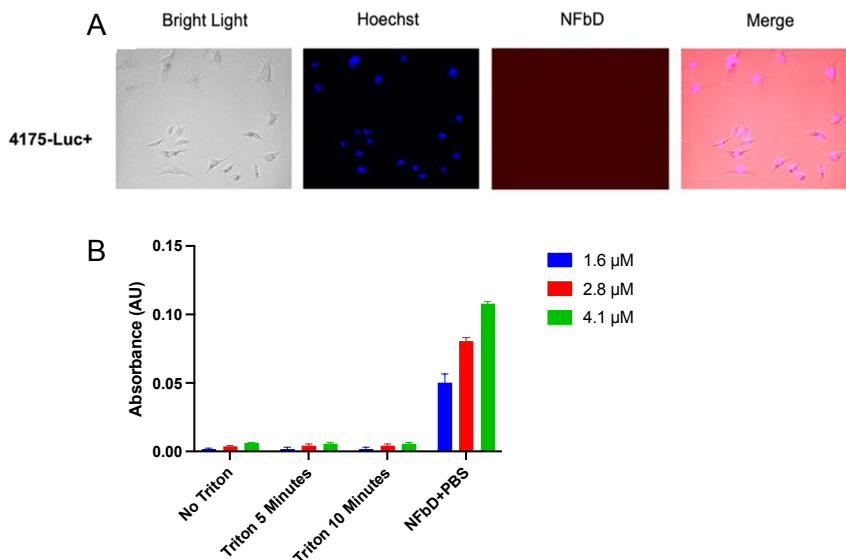 A
Bright Light
Hoechst
NFbD
Merge
4175-Luc+
B
Absorbance (AU)
0.15
0.10
0.05
0.00
No Triton
Triton 5 Minutes
Triton 10 Minutes
NFbD+PBS
1.6 µM
2.8 µM
4.1 µM